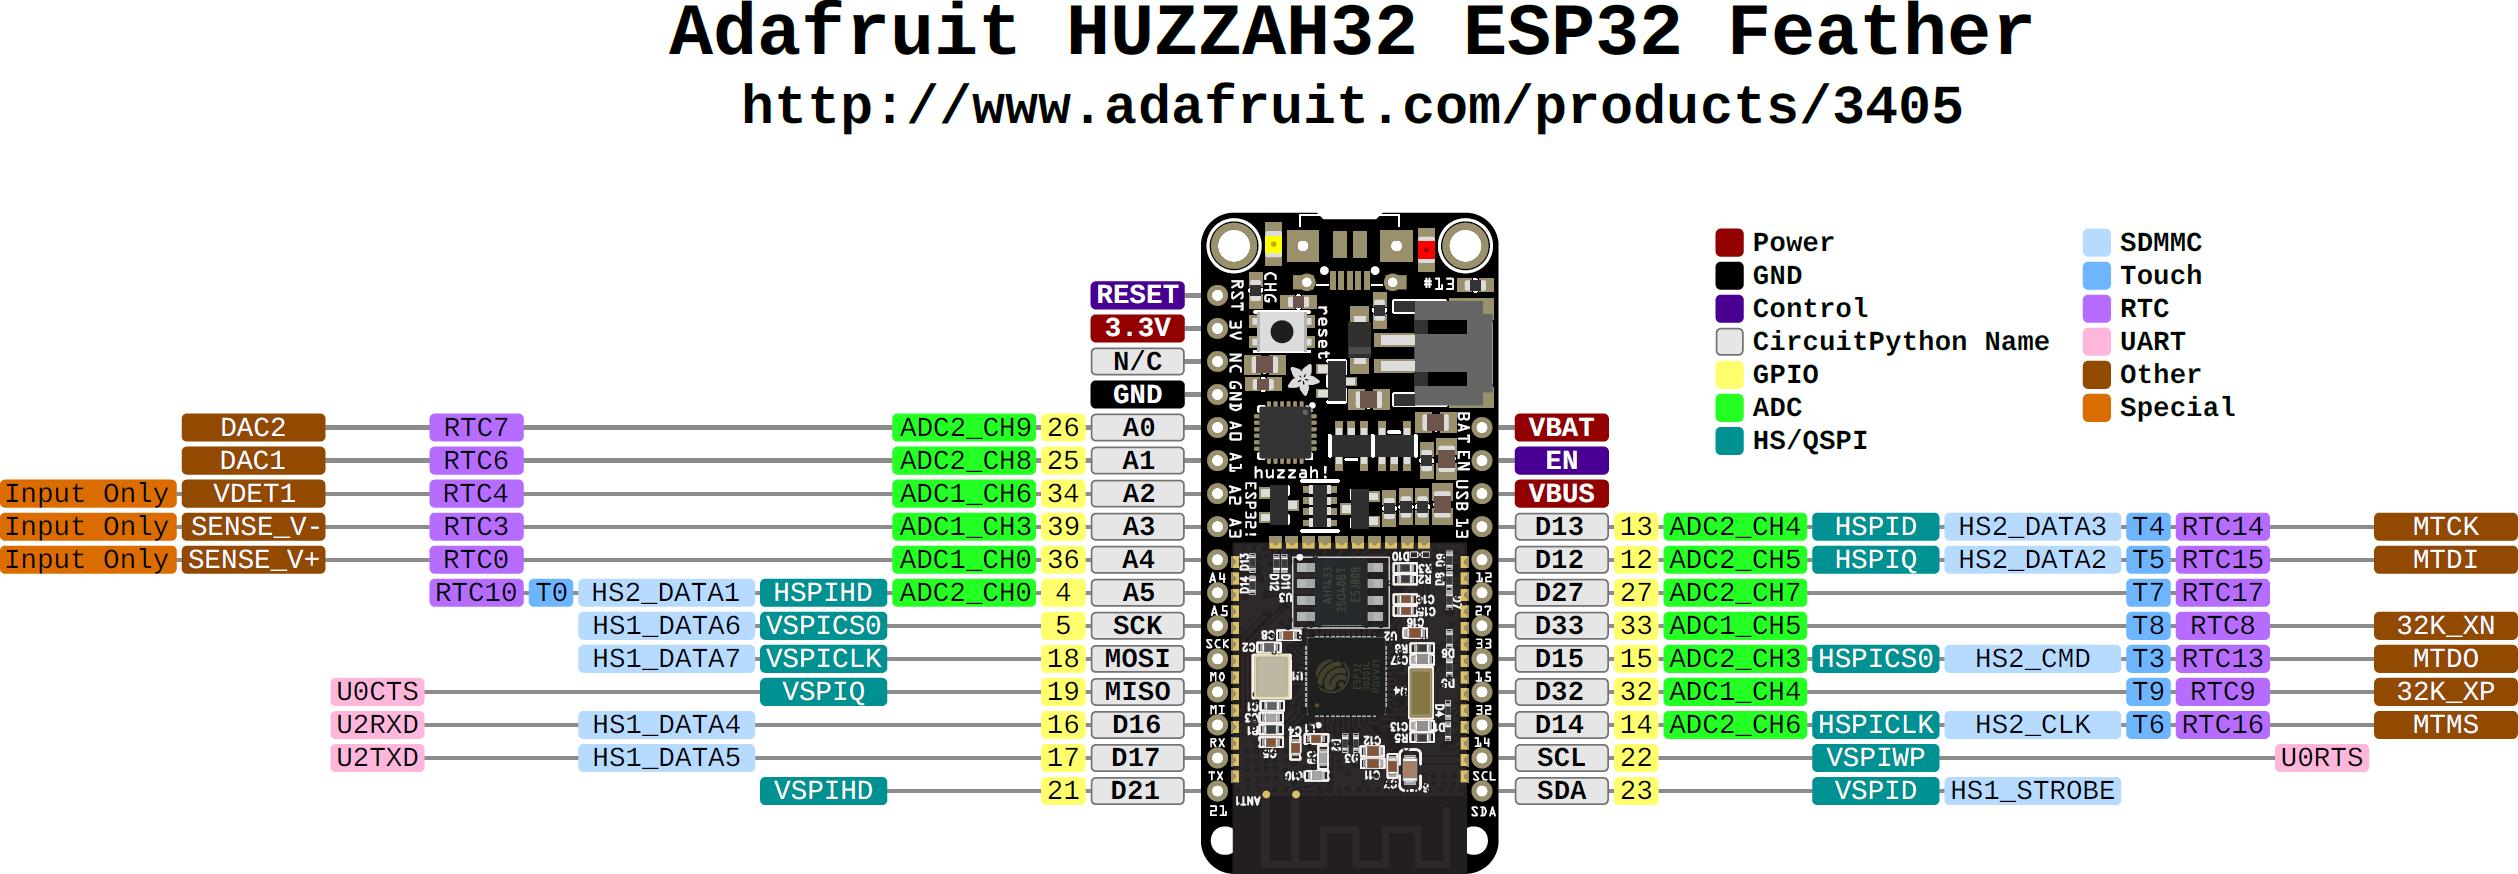 Adafruit HUZZAH32 ESP32 Feather
http://www.adafruit.com/products/3405
Power
GND
Control
CircuitPython Name
GPIO
ADC
HS/QSPI
SDMMC
Touch
RTC
UART
Other
Special
RESET
3.3V
N/C
GND
DAC2 RTC7 ADC2_CH9 26 A0
DAC1 RTC6 ADC2_CH8 25 A1
Input Only VDET1 RTC4 ADC1_CH6 34 A2
Input Only SENSE_V- RTC3 ADC1_CH3 39 A3
Input Only SENSE_V+ RTC0 ADC1_CH0 36 A4
RTC10 T0 HS2_DATA1 HSPIHD ADC2_CH0 4 A5
HS1_DATA6 VSPICS0 5 SCK
HS1_DATA7 VSPICLK 18 MOSI
U0CTS VSPIQ 19 MISO
U2RXD HS1_DATA4 16 D16
U2TXD HS1_DATA5 17 D17
VSPIHD 21 D21
RST
3V
NC
GND
A0
A1
A2
A3
A4
A5
SCK
MO
MI
RX
TX
21
CHG
reset
#13
huzzah!
ESP32!
BAT
EN
USB
13
12
27
33
15
32
14
SCL
SDA
ANT1
VBAT
EN
VBUS
D13 13 ADC2_CH4 HSPID HS2_DATA3 T4 RTC14 MTCK
D12 12 ADC2_CH5 HSPIQ HS2_DATA2 T5 RTC15 MTDI
D27 27 ADC2_CH7 T7 RTC17
D33 33 ADC1_CH5 T8 RTC8 32K_XN
D15 15 ADC2_CH3 HSPICS0 HS2_CMD T3 RTC13 MTDO
D32 32 ADC1_CH4 T9 RTC9 32K_XP
D14 14 ADC2_CH6 HSPICLK HS2_CLK T6 RTC16 MTMS
SCL 22 VSPIWP U0RTS
SDA 23 VSPID HS1_STROBE